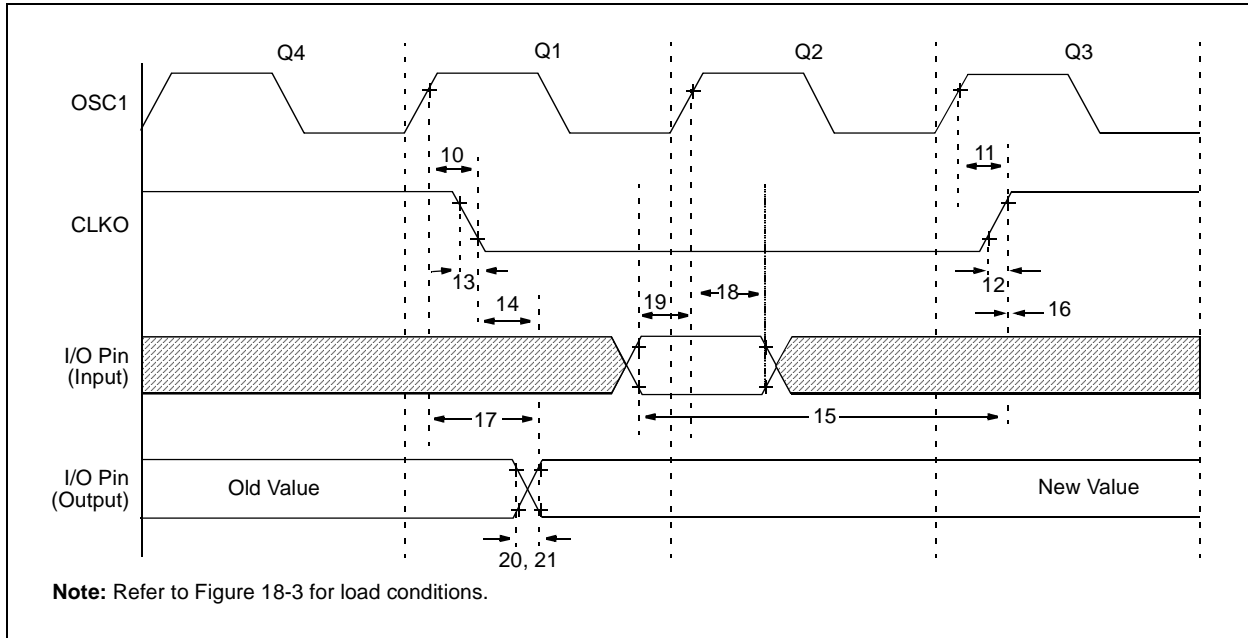 Q4 Q1 Q2 Q3
OSC1
10 11
CLKO
13 12
14 19 18 16
I/O Pin
(Input)
17 15
I/O Pin
(Output)
Old Value New Value
20, 21
Note: Refer to Figure 18-3 for load conditions.